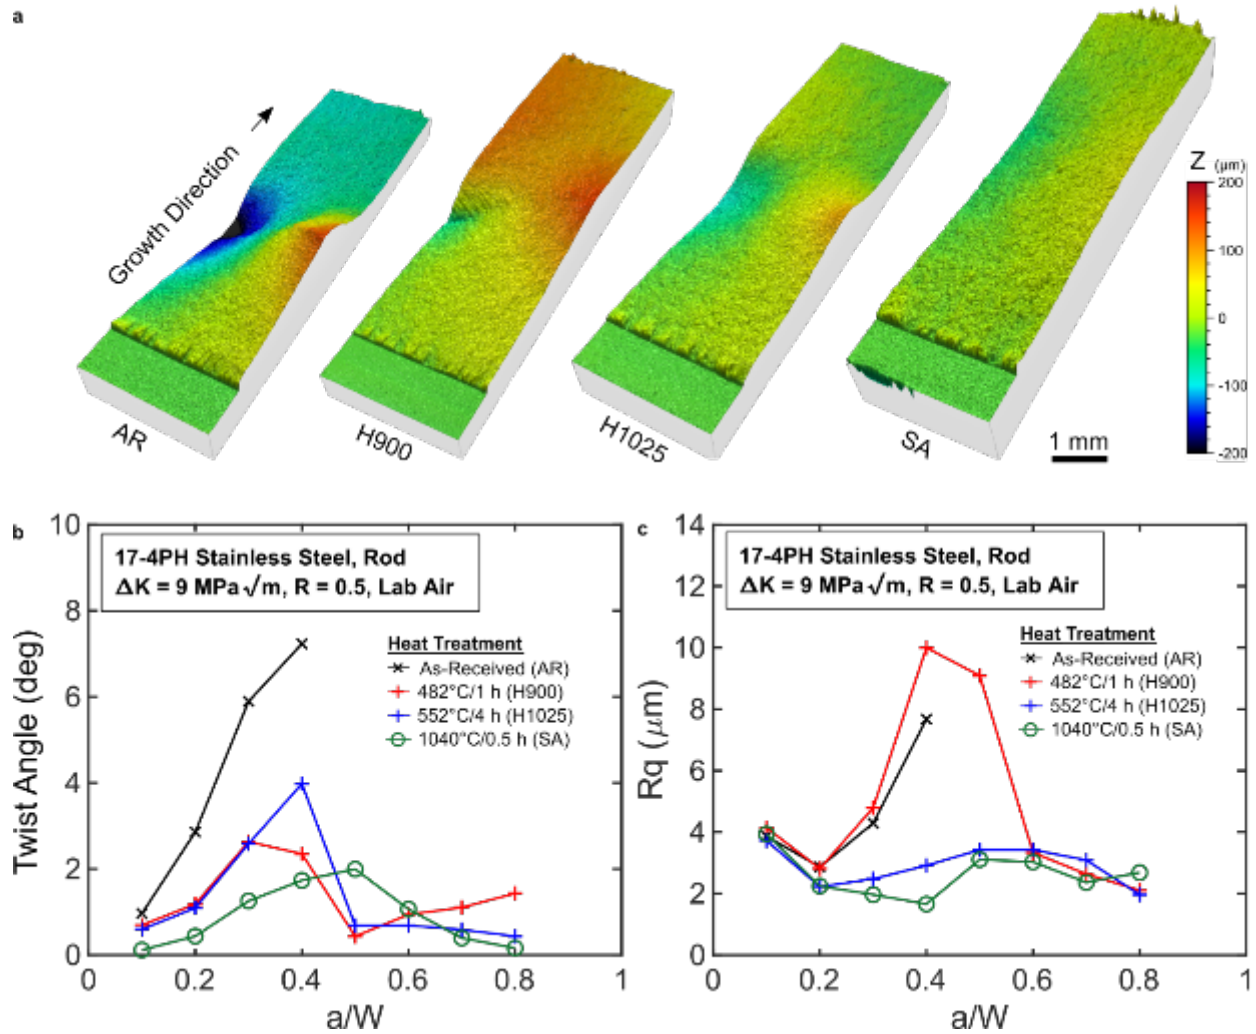 a
Growth Direction
AR
H900
H1025
SA
1 mm
Z (μm)
200
100
0
-100
-200
b
10
8
6
4
2
0
Twist Angle (deg)
17-4PH Stainless Steel, Rod
ΔK = 9 MPa√m, R = 0.5, Lab Air
Heat Treatment
As-Received (AR)
482°C/1 h (H900)
552°C/4 h (H1025)
1040°C/0.5 h (SA)
0 0.2 0.4 0.6 0.8 1
a/W
c
14
12
10
8
6
4
2
0
Rq (μm)
17-4PH Stainless Steel, Rod
ΔK = 9 MPa√m, R = 0.5, Lab Air
Heat Treatment
As-Received (AR)
482°C/1 h (H900)
552°C/4 h (H1025)
1040°C/0.5 h (SA)
0 0.2 0.4 0.6 0.8 1
a/W